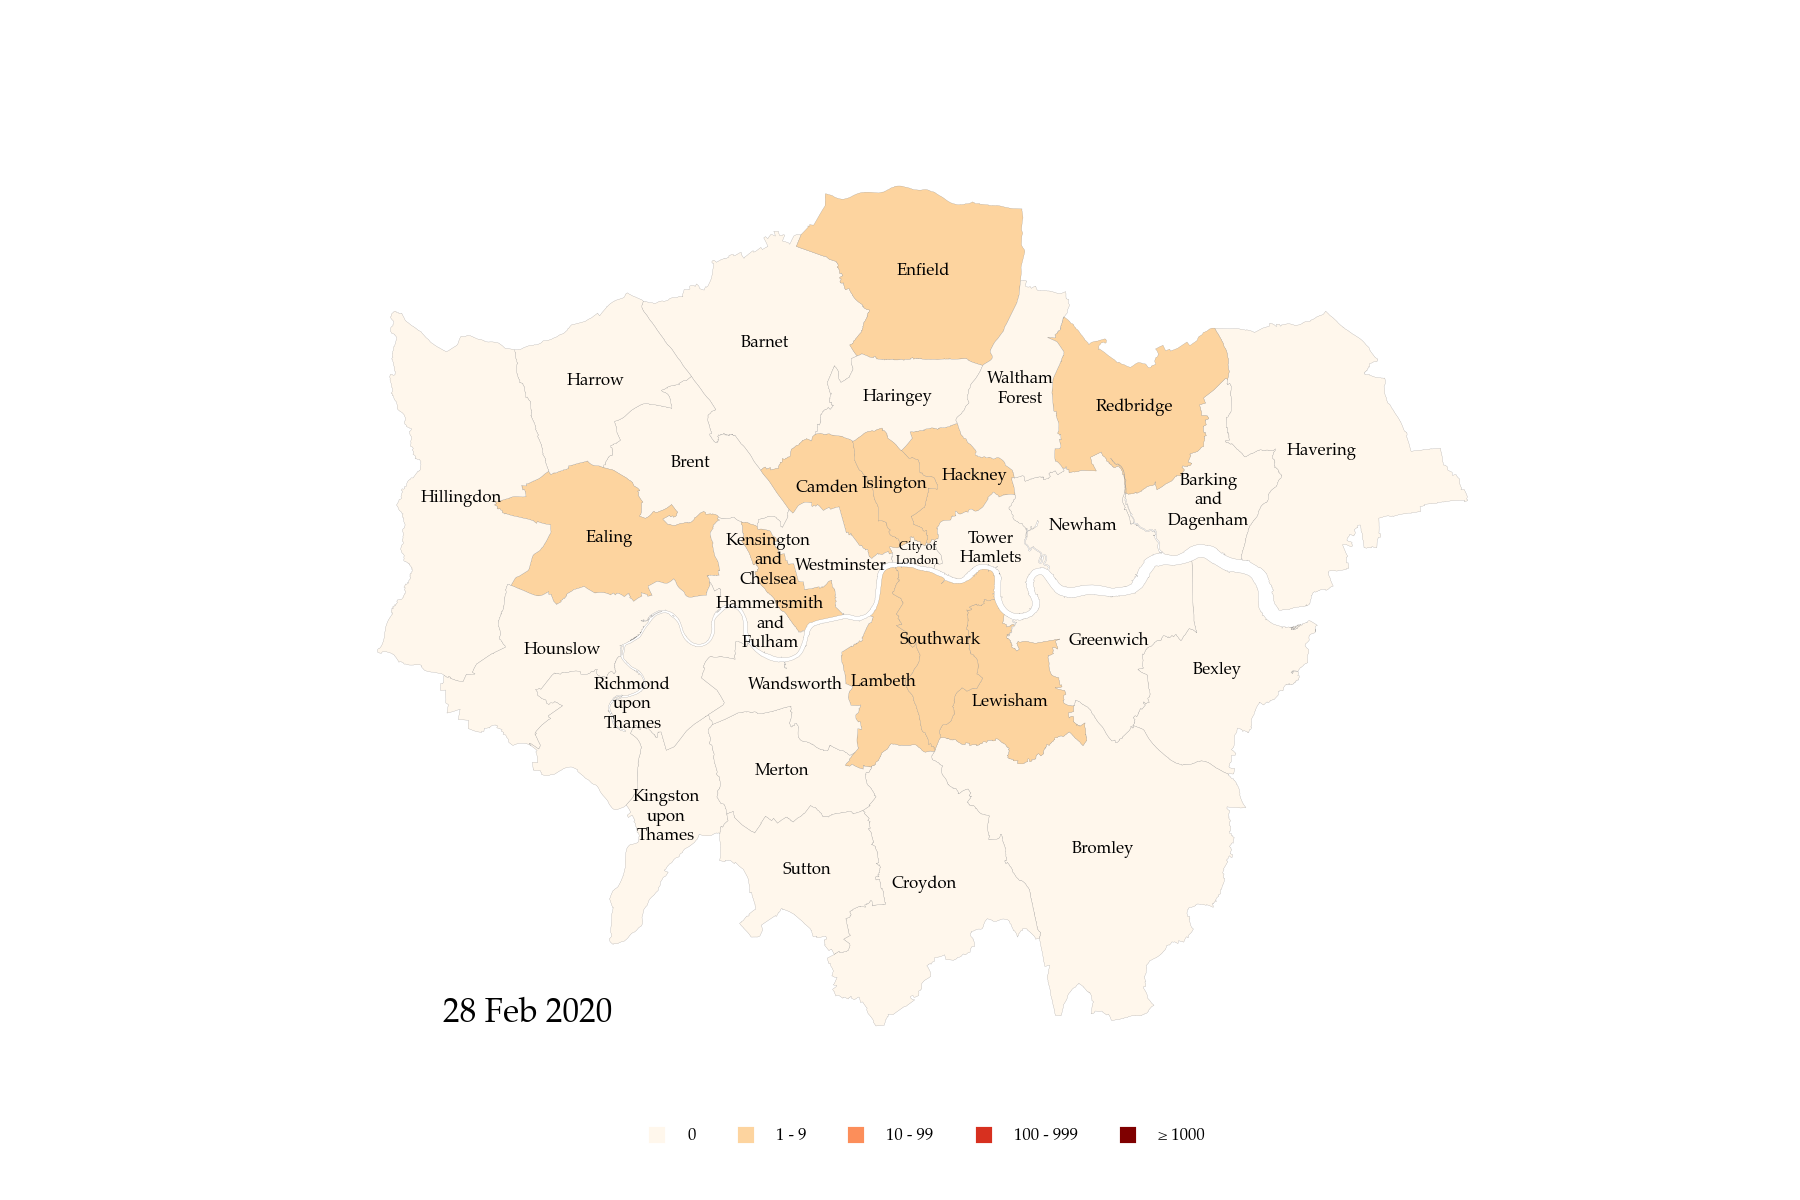 Enfield
Barnet
Harrow
Haringey
Waltham
Forest
Redbridge
Havering
Brent
Camden
Islington
Hackney
Barking
and
Dagenham
Hillingdon
Ealing
Kensington
and
Chelsea
Westminster
City of
London
Tower
Hamlets
Newham
Hammersmith
and
Fulham
Hounslow
Southwark
Greenwich
Bexley
Richmond
upon
Thames
Wandsworth
Lambeth
Lewisham
Merton
Kingston
upon
Thames
Sutton
Croydon
Bromley
28 Feb 2020
0 1 - 9 10 - 99 100 - 999 ≥ 1000